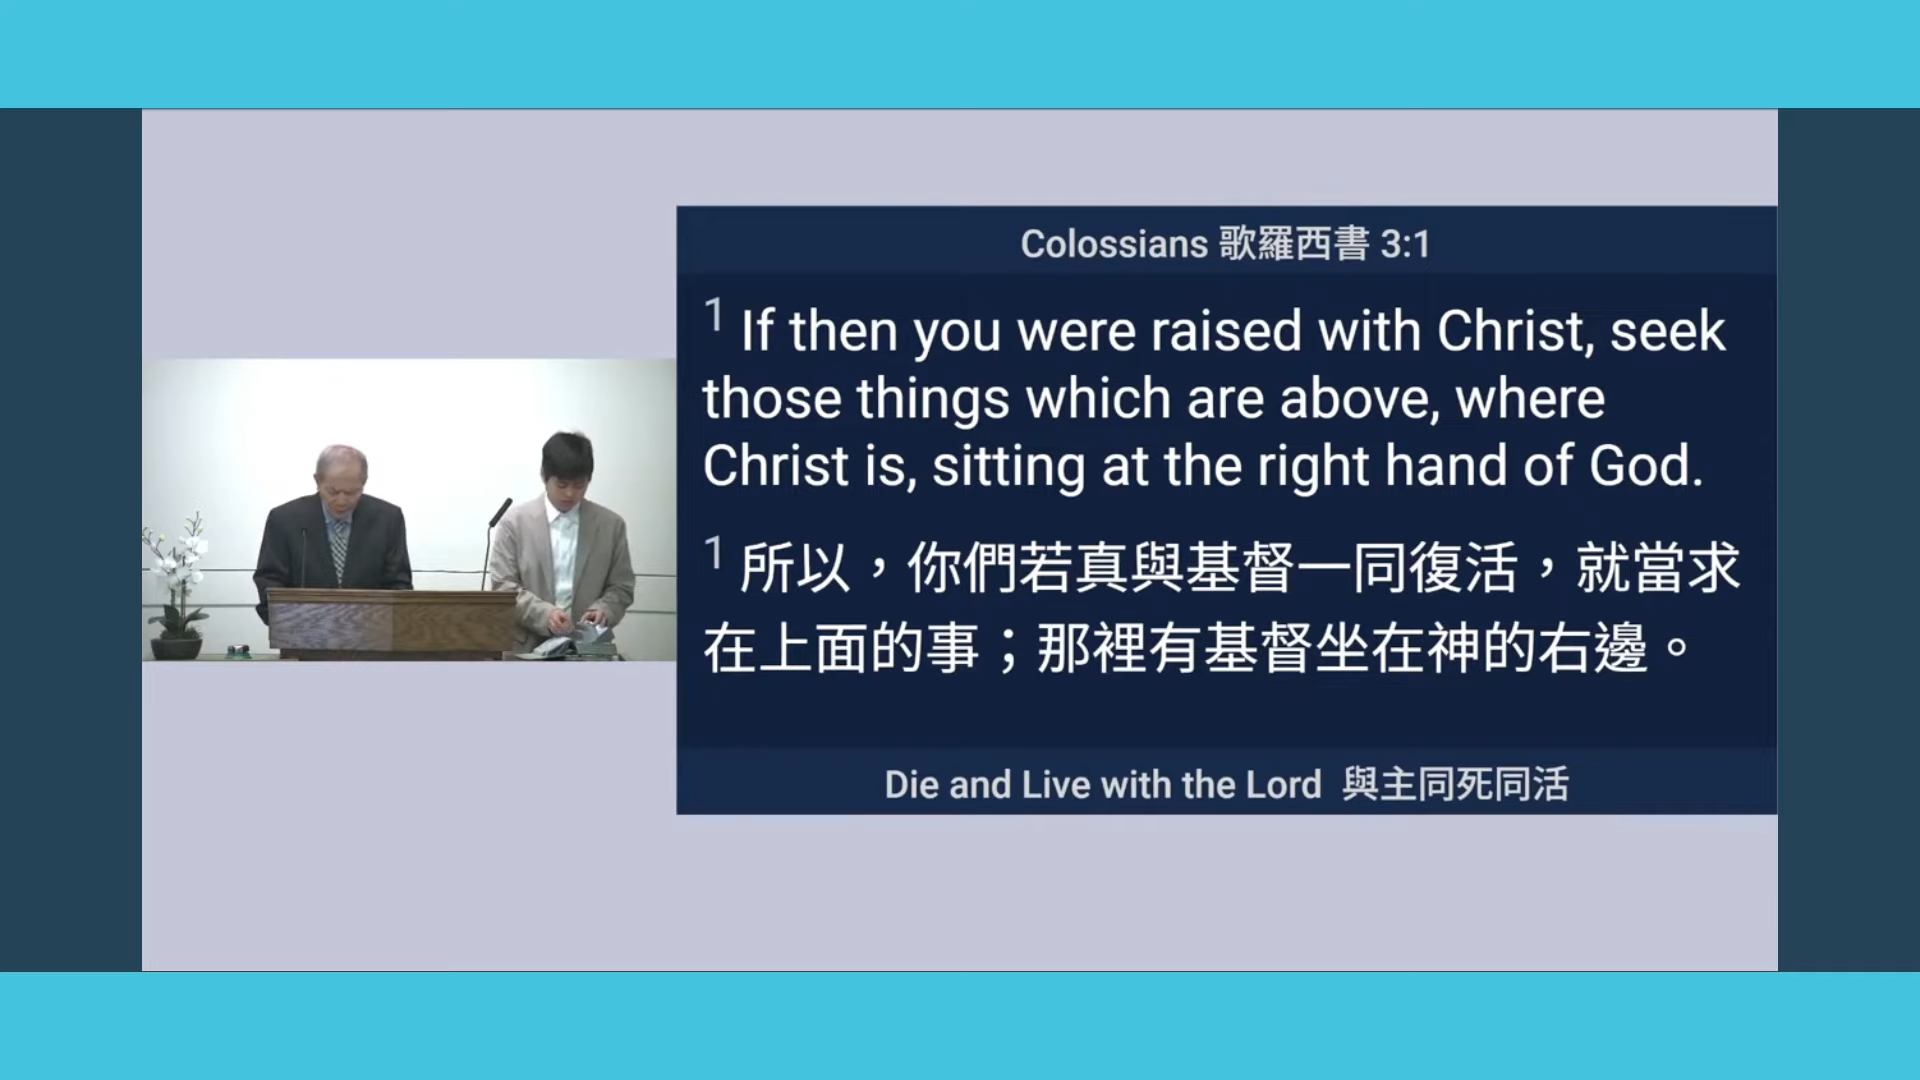 Colossians 歌羅西書 3:1
1 If then you were raised with Christ, seek
those things which are above, where
Christ is, sitting at the right hand of God.
1 所以，你們若真與基督一同復活，就當求
在上面的事；那裡有基督坐在神的右邊。
Die and Live with the Lord 與主同死同活